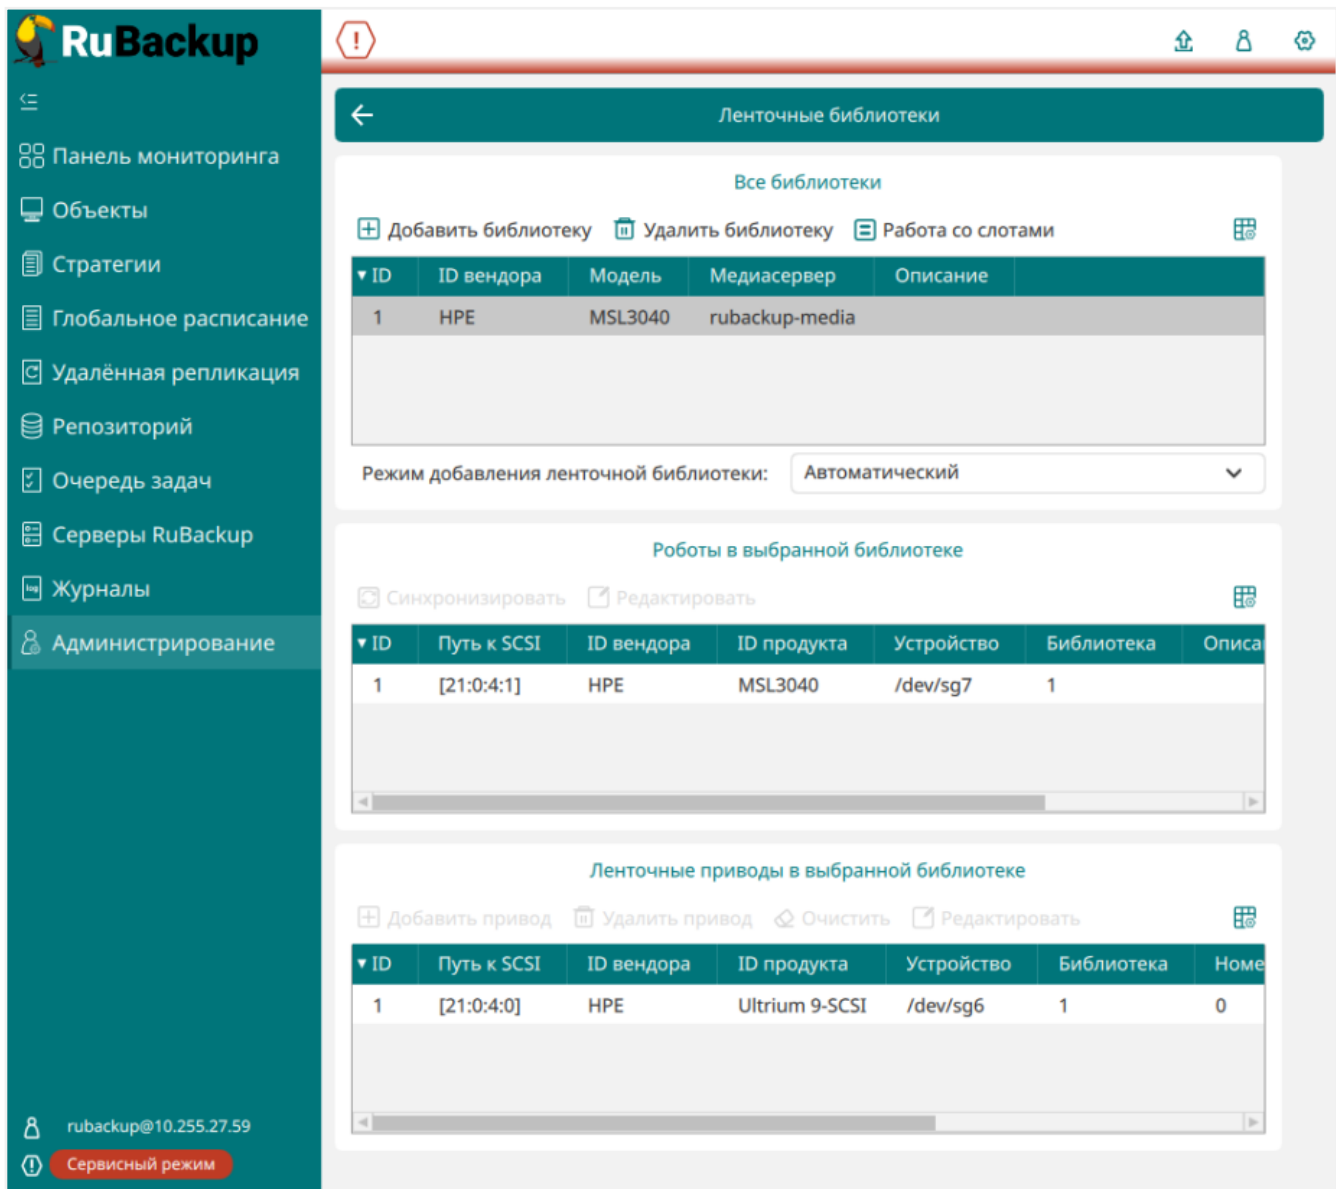 RuBackup
Панель мониторинга
Объекты
Стратегии
Глобальное расписание
Удалённая репликация
Репозиторий
Очередь задач
Серверы RuBackup
log Журналы
Администрирование
rubackup@10.255.27.59
Сервисный режим
Ленточные библиотеки
Все библиотеки
Добавить библиотеку Удалить библиотеку Работа со слотами
ID ID вендора Модель Медиасервер Описание
1 HPE MSL3040 rubackup-media
Режим добавления ленточной библиотеки: Автоматический
Роботы в выбранной библиотеке
Синхронизировать Редактировать
ID Путь к SCSI ID вендора ID продукта Устройство Библиотека Описа
1 [21:0:4:1] HPE MSL3040 /dev/sg7 1
Ленточные приводы в выбранной библиотеке
Добавить привод Удалить привод Очистить Редактировать
ID Путь к SCSI ID вендора ID продукта Устройство Библиотека Номе
1 [21:0:4:0] HPE Ultrium 9-SCSI /dev/sg6 1 0